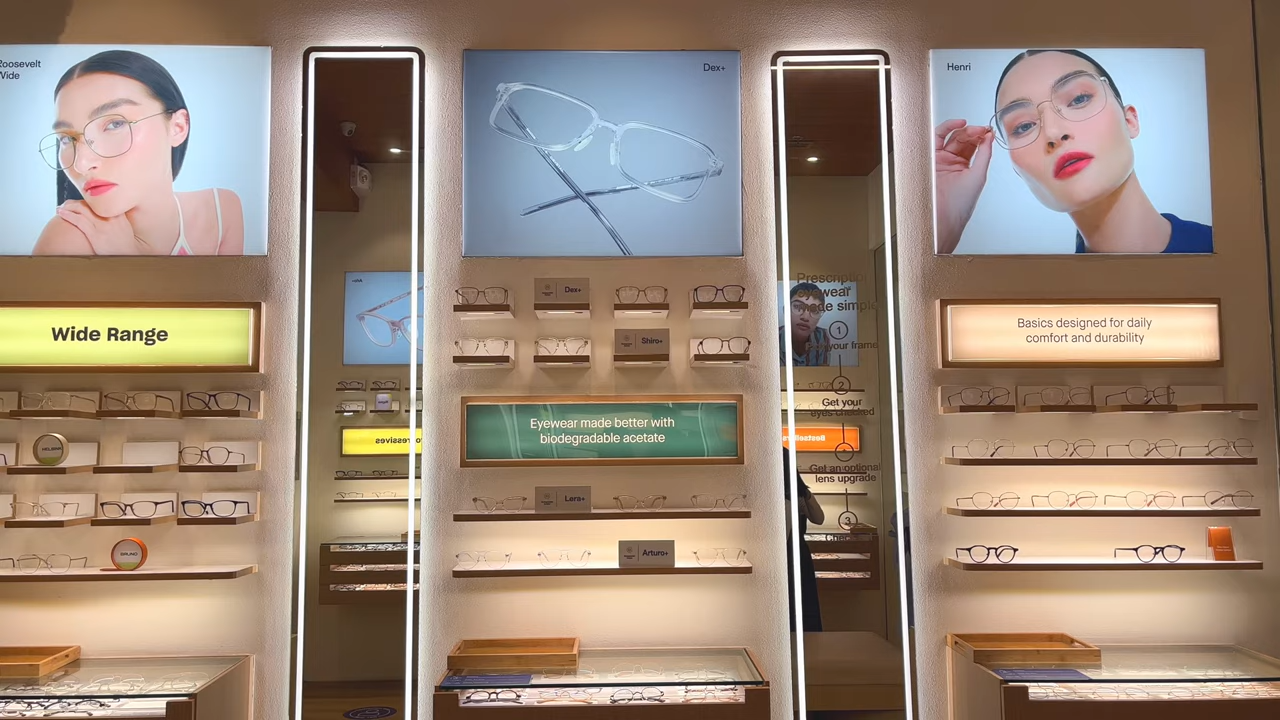 Roosevelt
Wide
Dex+
Henri
Wide Range
Dex+
Shiro+
Eyewear made better with
biodegradable acetate
Lera+
Arturo+
Basics designed for daily
comfort and durability
Prescription
eyewear
made simple
1
your frame
2
Get your
eyes checked
Get an optional
lens upgrade
3
BRUNO